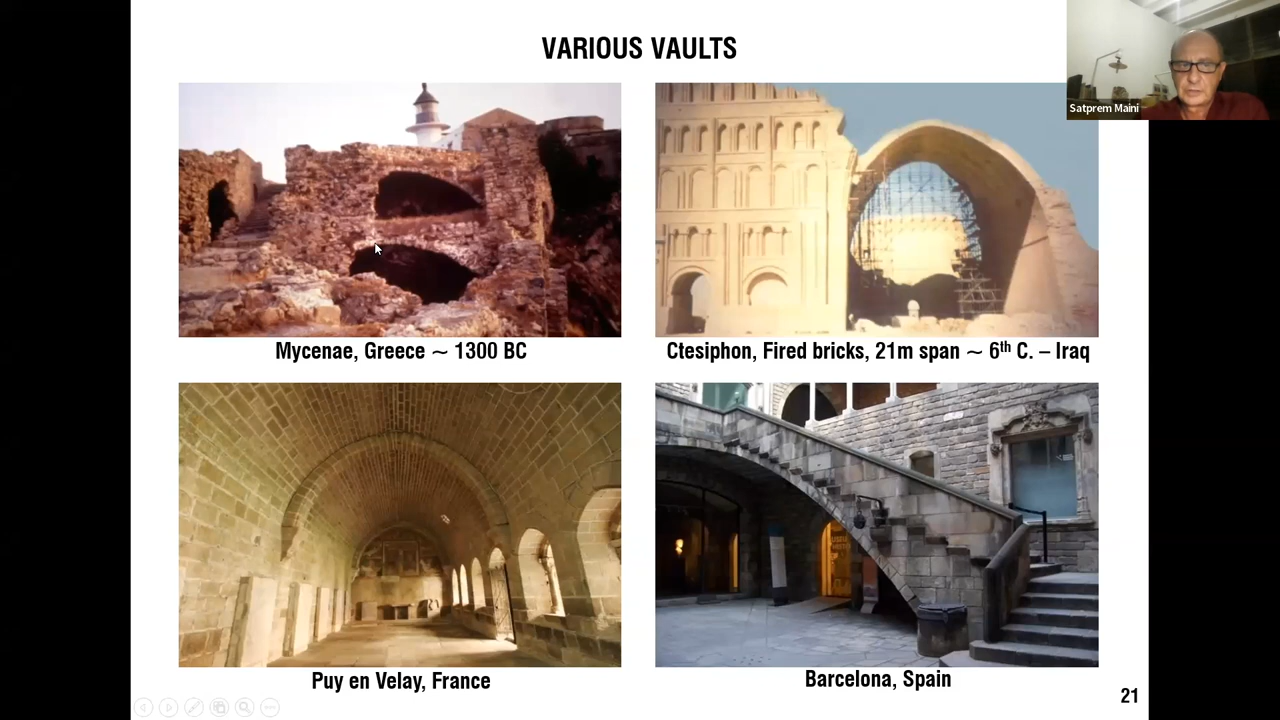 VARIOUS VAULTS
Satprem Maini
Mycenae, Greece ~ 1300 BC
Ctesiphon, Fired bricks, 21m span ~ 6th C. – Iraq
Puy en Velay, France
Barcelona, Spain
21